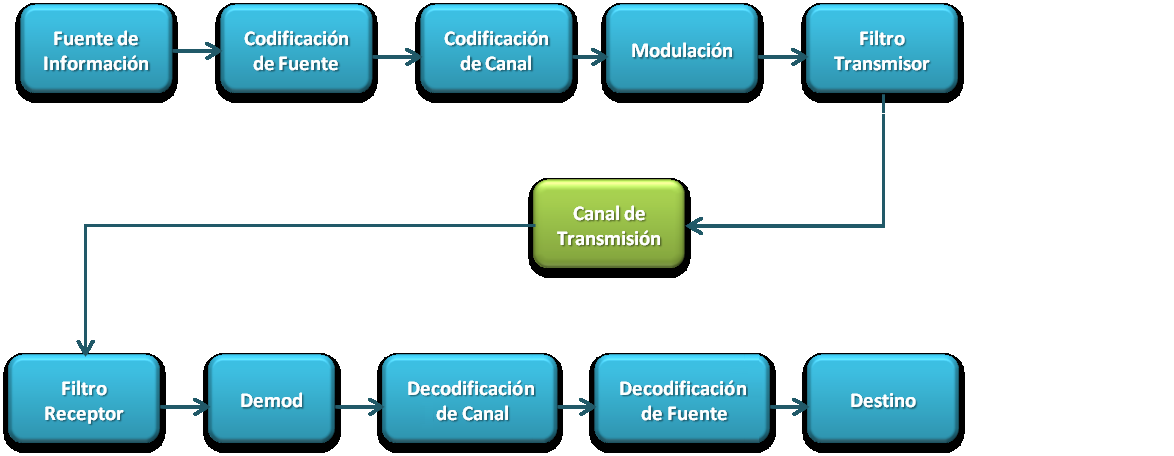 Fuente de
Información
Codificación
de Fuente
Codificación
de Canal
Modulación
Filtro
Transmisor
Canal de
Transmisión
Filtro
Receptor
Demod
Decodificación
de Canal
Decodificación
de Fuente
Destino